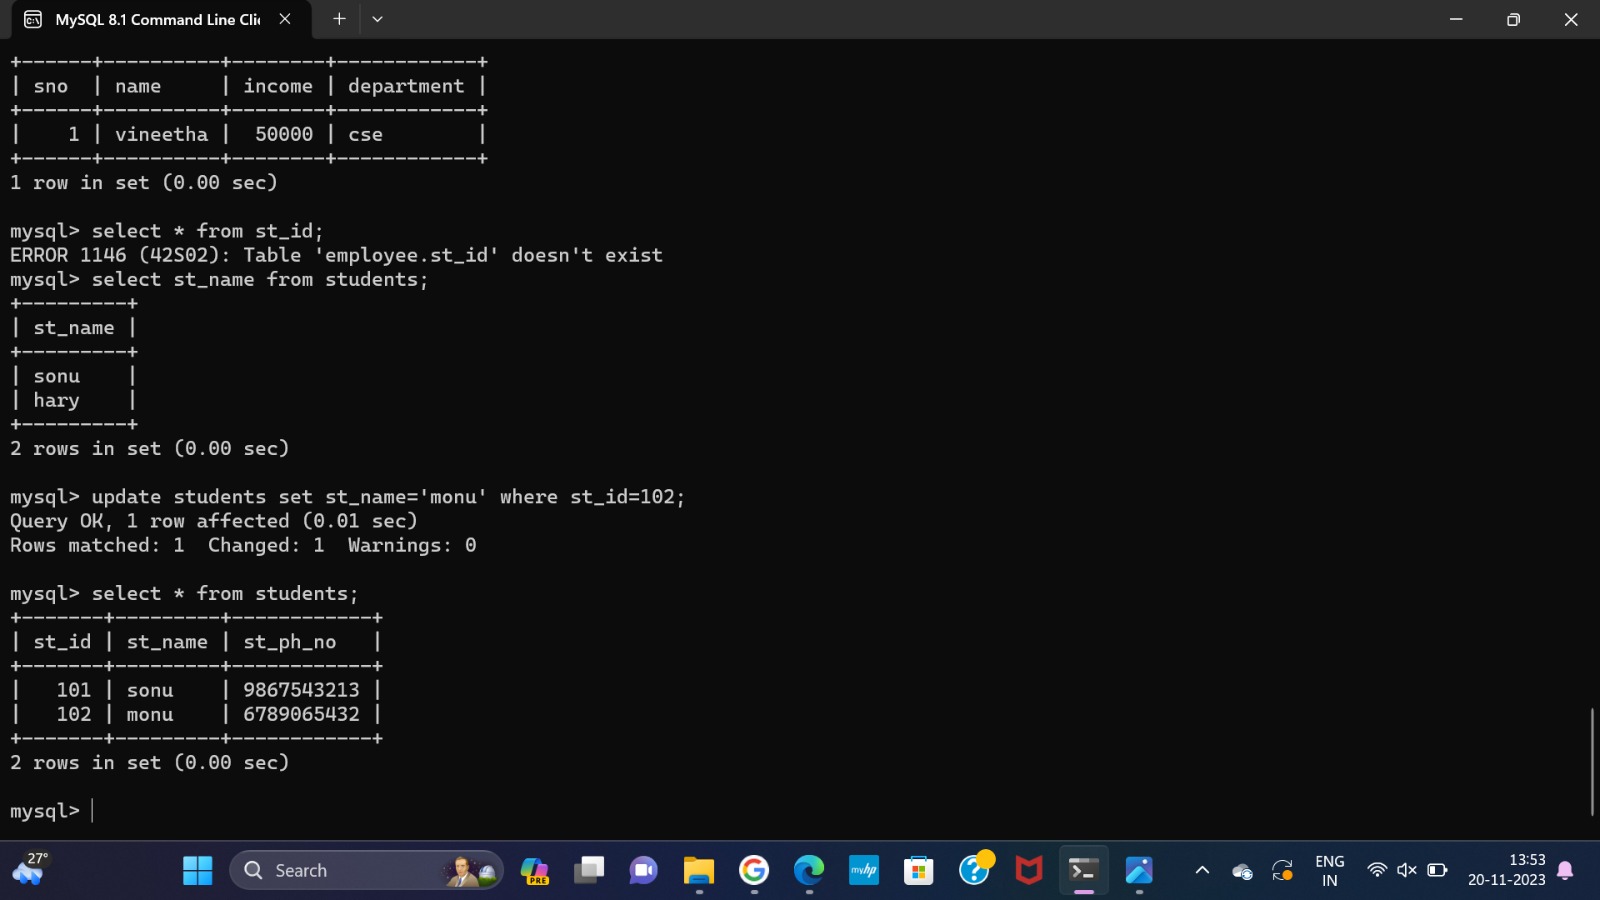 MySQL 8.1 Command Line Clie
+------+----------+--------+------------+
| sno  | name     | income | department |
+------+----------+--------+------------+
|    1 | vineetha |  50000 | cse        |
+------+----------+--------+------------+
1 row in set (0.00 sec)
mysql> select * from st_id;
ERROR 1146 (42S02): Table 'employee.st_id' doesn't exist
mysql> select st_name from students;
+---------+
| st_name |
+---------+
| sonu    |
| hary    |
+---------+
2 rows in set (0.00 sec)
mysql> update students set st_name='monu' where st_id=102;
Query OK, 1 row affected (0.01 sec)
Rows matched: 1  Changed: 1  Warnings: 0
mysql> select * from students;
+-------+---------+------------+
| st_id | st_name | st_ph_no   |
+-------+---------+------------+
|   101 | sonu    | 9867543213 |
|   102 | monu    | 6789065432 |
+-------+---------+------------+
2 rows in set (0.00 sec)
mysql>
27°
Search
PRE
myhp
ENG
IN
13:53
20-11-2023